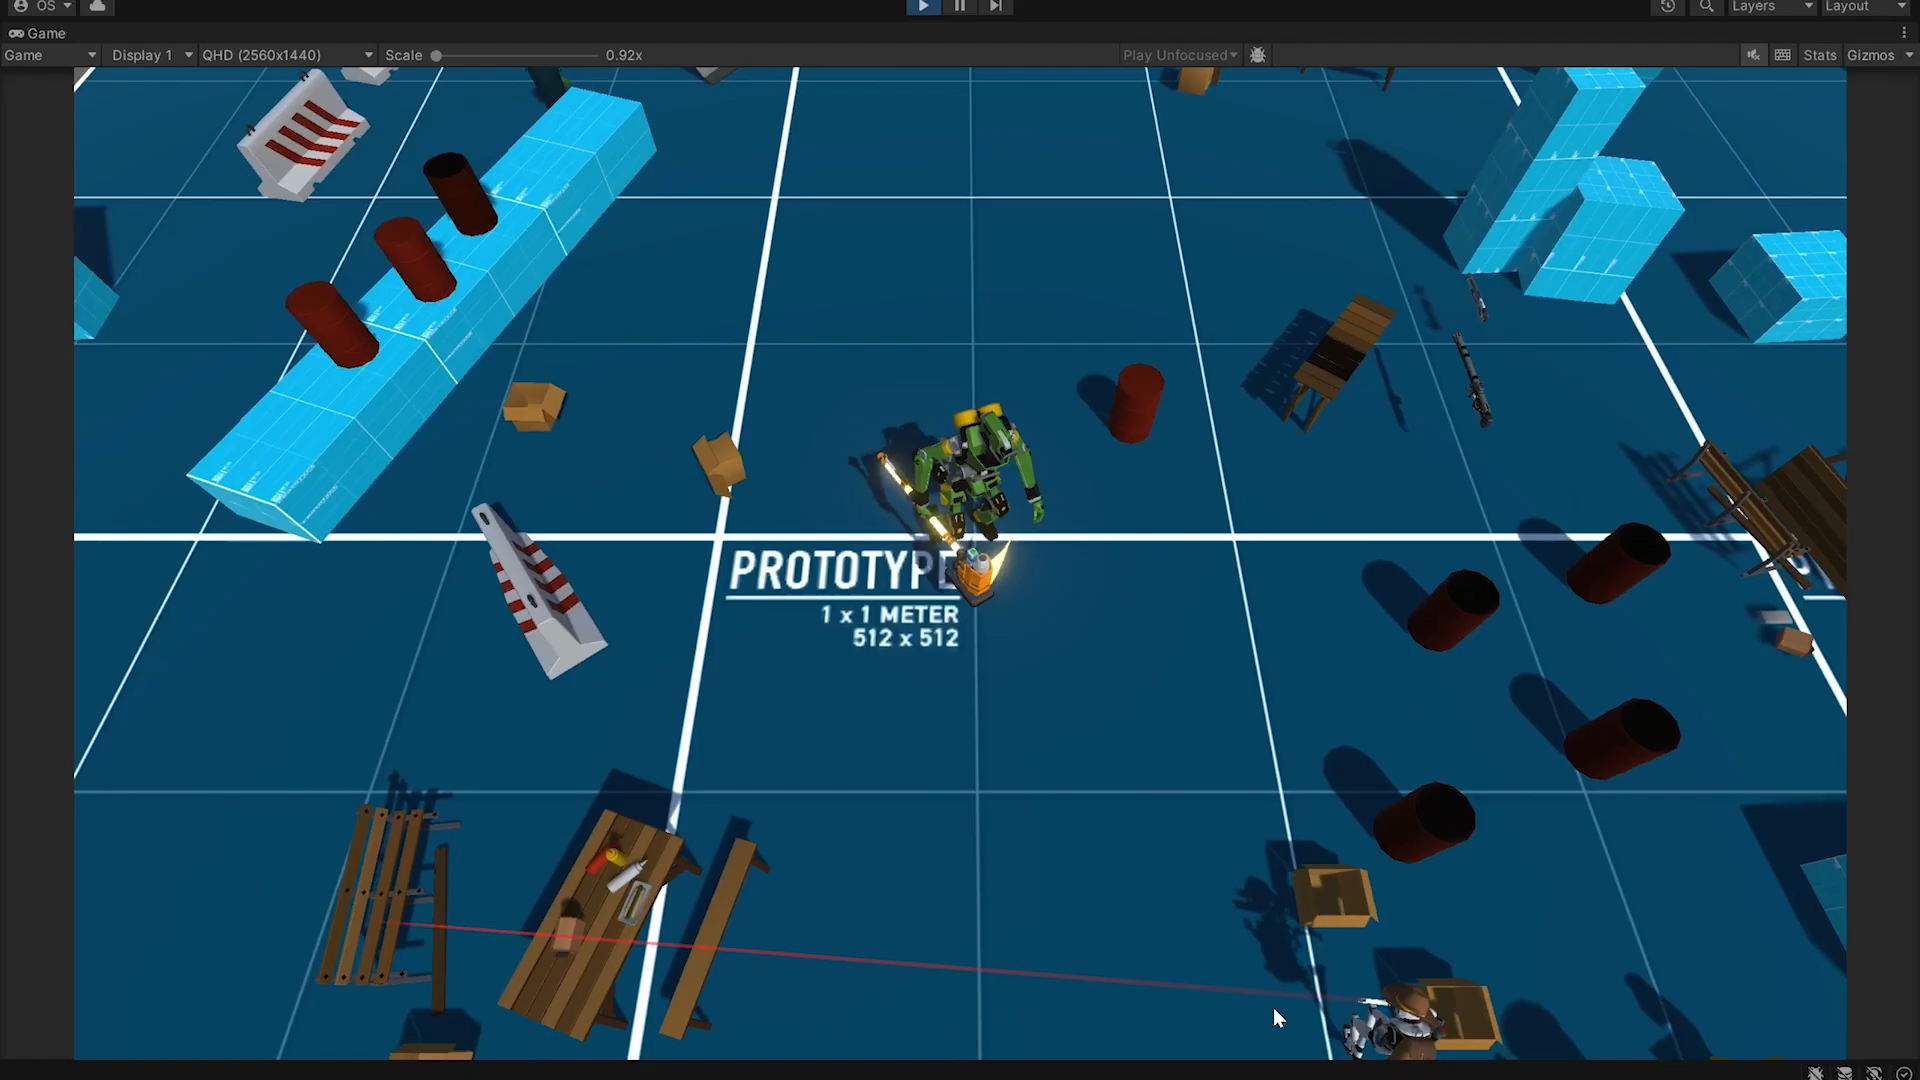 OS
Layers
Layout
Game
Game
Display 1
QHD (2560x1440)
Scale
0.92x
Play Unfocused
Stats
Gizmos
PROTOTYPE
1 x 1 METER
512 x 512